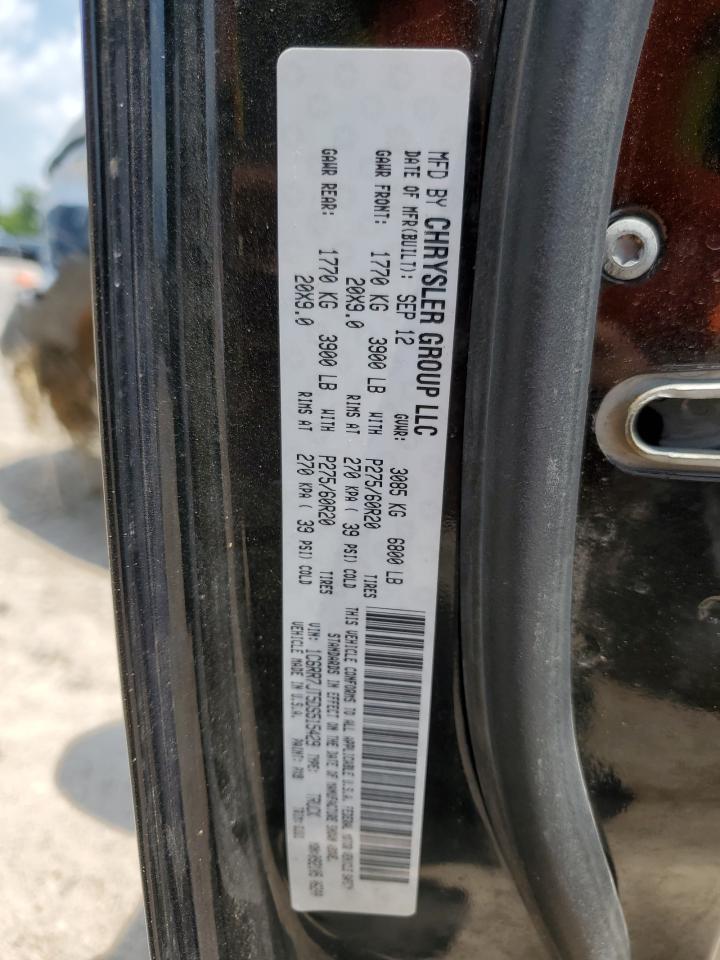 MFD BY CHRYSLER GROUP LLC
DATE OF MFR(BUILT): SEP 12 GVWR: 3085 KG 6800 LB
GAWR FRONT: 1770 KG 3900 LB WITH P275/60R20 TIRES
20X9.0 RIMS AT 270 KPA ( 39 PSI) COLD
GAWR REAR: 1770 KG 3900 LB WITH P275/60R20 TIRES
20X9.0 RIMS AT 270 KPA ( 39 PSI) COLD
THIS VEHICLE CONFORMS TO ALL APPLICABLE U.S.A. FEDERAL MOTOR VEHICLE SAFETY
STANDARDS IN EFFECT ON THE DATE OF MANUFACTURE SHOWN ABOVE.
VIN: 1C6RR7JT5DS515429 TYPE: TRUCK
VEHICLE MADE IN U.S.A. PAINT: PXB